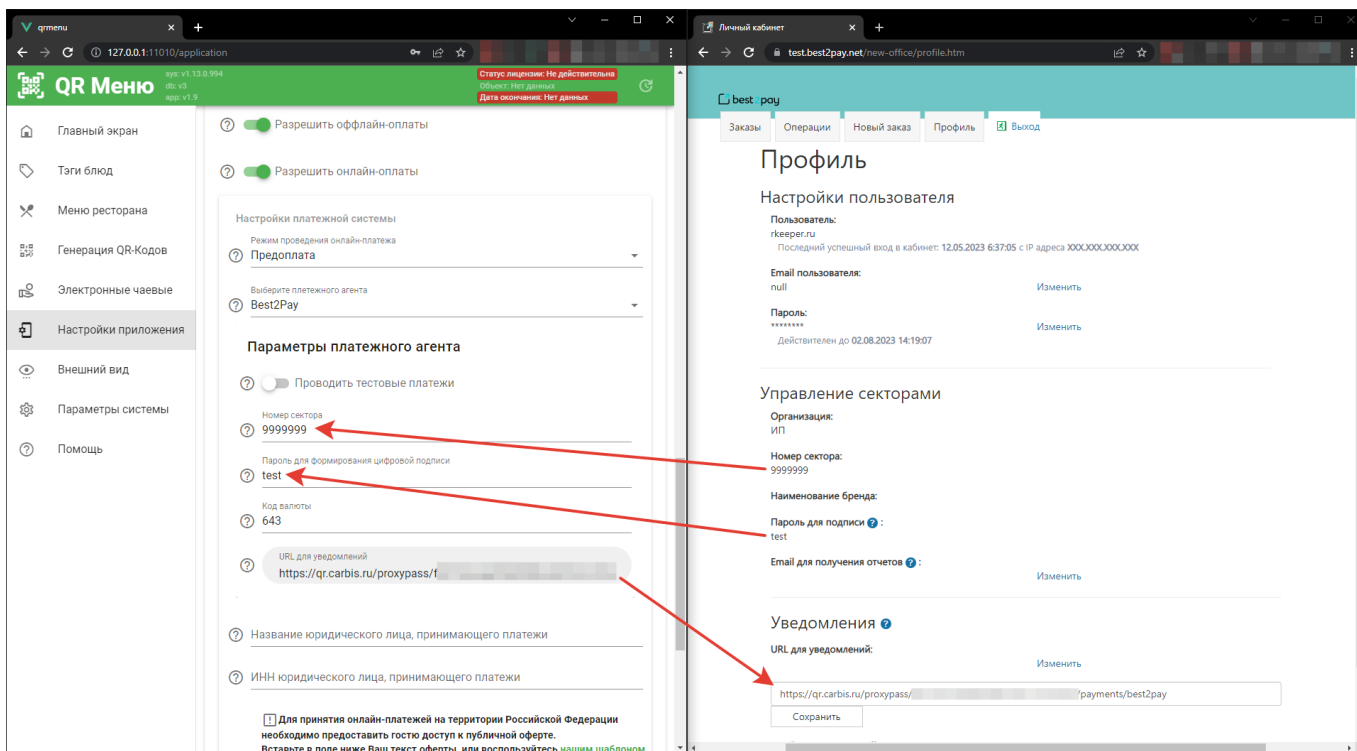 qrmenu
127.0.0.1:11010/application
QR Меню
sys: v1.13.0.994
db: v3
app: v1.9
Статус лицензии: Не действительна
Объект: Нет данных
Дата окончания: Нет данных
Главный экран
Тэги блюд
Меню ресторана
Генерация QR-Кодов
Электронные чаевые
Настройки приложения
Внешний вид
Параметры системы
Помощь
Разрешить оффлайн-оплаты
Разрешить онлайн-оплаты
Настройки платежной системы
Режим проведения онлайн-платежа
Предоплата
Выберите плетежного агента
Best2Pay
Параметры платежного агента
Проводить тестовые платежи
Номер сектора
9999999
Пароль для формирования цифровой подписи
test
Код валюты
643
URL для уведомлений
https://qr.carbis.ru/proxypass/f
Название юридического лица, принимающего платежи
ИНН юридического лица, принимающего платежи
! Для принятия онлайн-платежей на территории Российской Федерации
необходимо предоставить гостю доступ к публичной оферте.
Вставьте в поле ниже Ваш текст оферты, или воспользуйтесь нашим шаблоном
Личный кабинет
test.best2pay.net/new-office/profile.htm
best2pay
Заказы
Операции
Новый заказ
Профиль
Выход
Профиль
Настройки пользователя
Пользователь:
rkeeper.ru
Последний успешный вход в кабинет: 12.05.2023 6:37:05 с IP адреса XXX.XXX.XXX.XXX
Email пользователя:
null
Изменить
Пароль:
********
Изменить
Действителен до 02.08.2023 14:19:07
Управление секторами
Организация:
ИП
Номер сектора:
9999999
Наименование бренда:
Пароль для подписи ? :
test
Email для получения отчетов ? :
Изменить
Уведомления ?
URL для уведомлений:
Изменить
https://qr.carbis.ru/proxypass/ /payments/best2pay
Сохранить